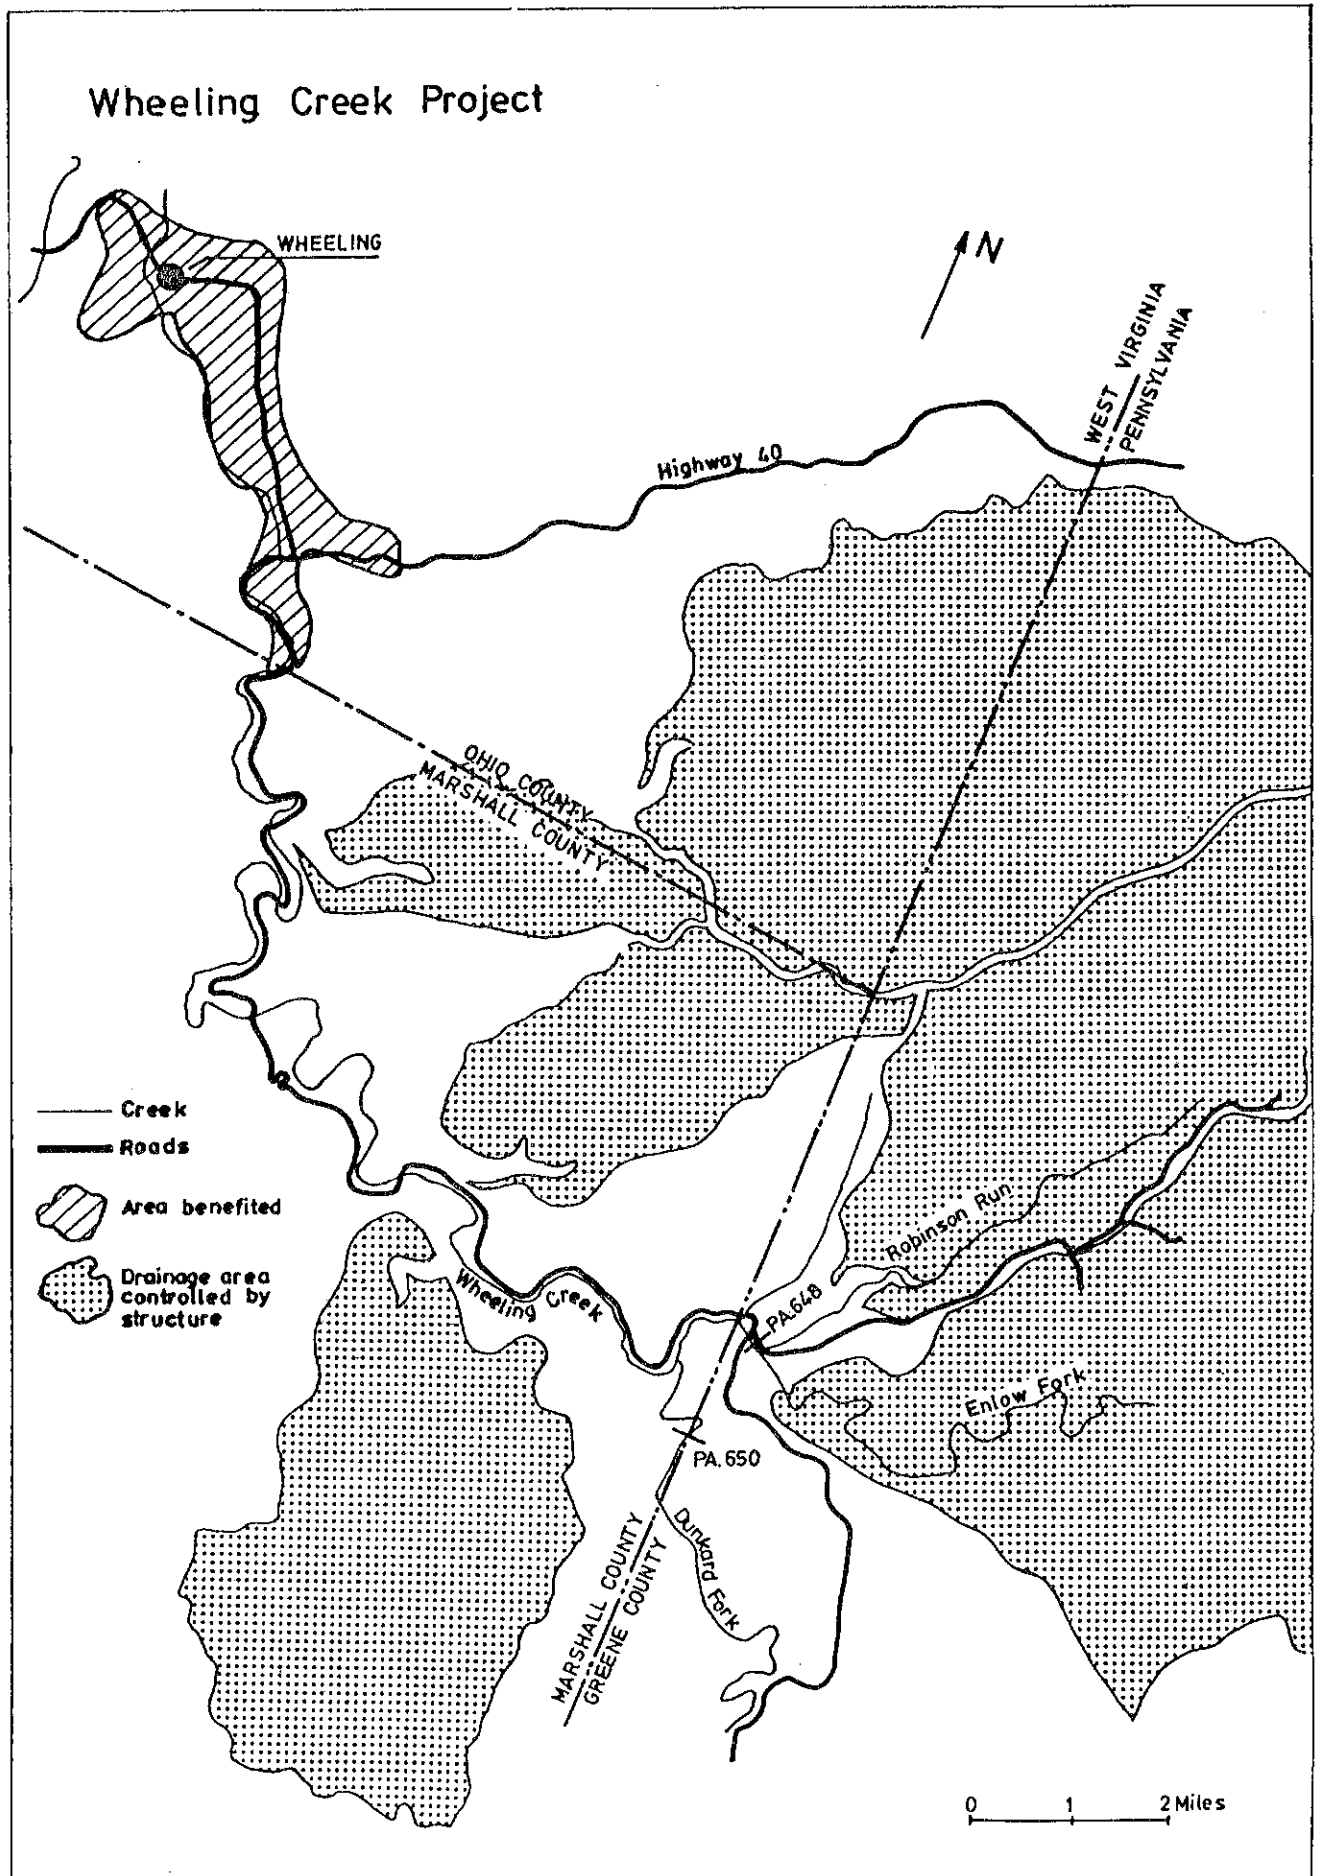 Wheeling Creek Project
WHEELING
N
WEST VIRGINIA
PENNSYLVANIA
Highway 40
OHIO COUNTY
MARSHALL COUNTY
Creek
Roads
Area benefited
Drainage area
controlled by
structure
Robinson Run
Wheeling Creek
PA.648
Enlow Fork
PA.650
Dunkard Fork
MARSHALL COUNTY
GREENE COUNTY
0 1 2 Miles